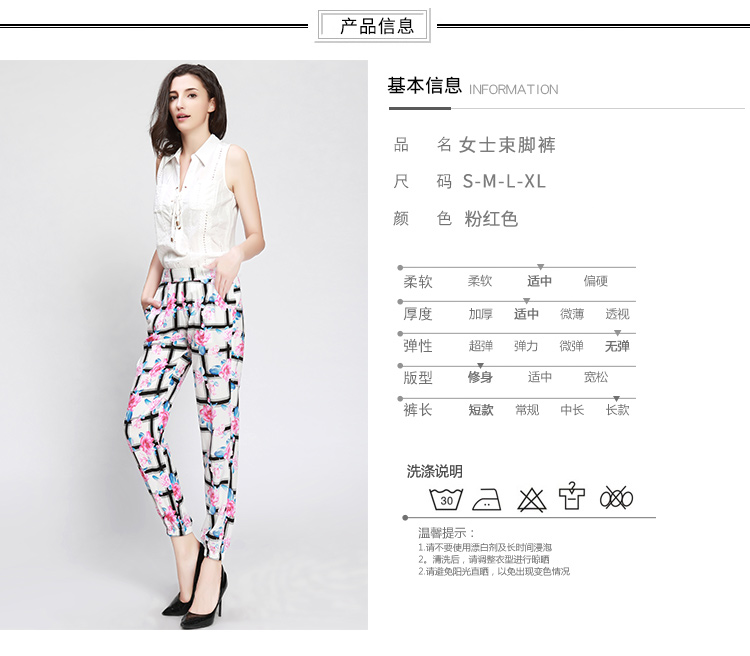 产品信息
基本信息 INFORMATION
品 名 女士束脚裤
尺 码 S-M-L-XL
颜 色 粉红色
柔软 柔软 适中 偏硬
厚度 加厚 适中 微薄 透视
弹性 超弹 弹力 微弹 无弹
版型 修身 适中 宽松
裤长 短款 常规 中长 长款
洗涤说明
30
温馨提示：
1.请不要使用漂白剂及长时间漫泡
2。清洗后，请调整衣型进行晾晒
2.请避免阳光直晒，以免出现变色情况